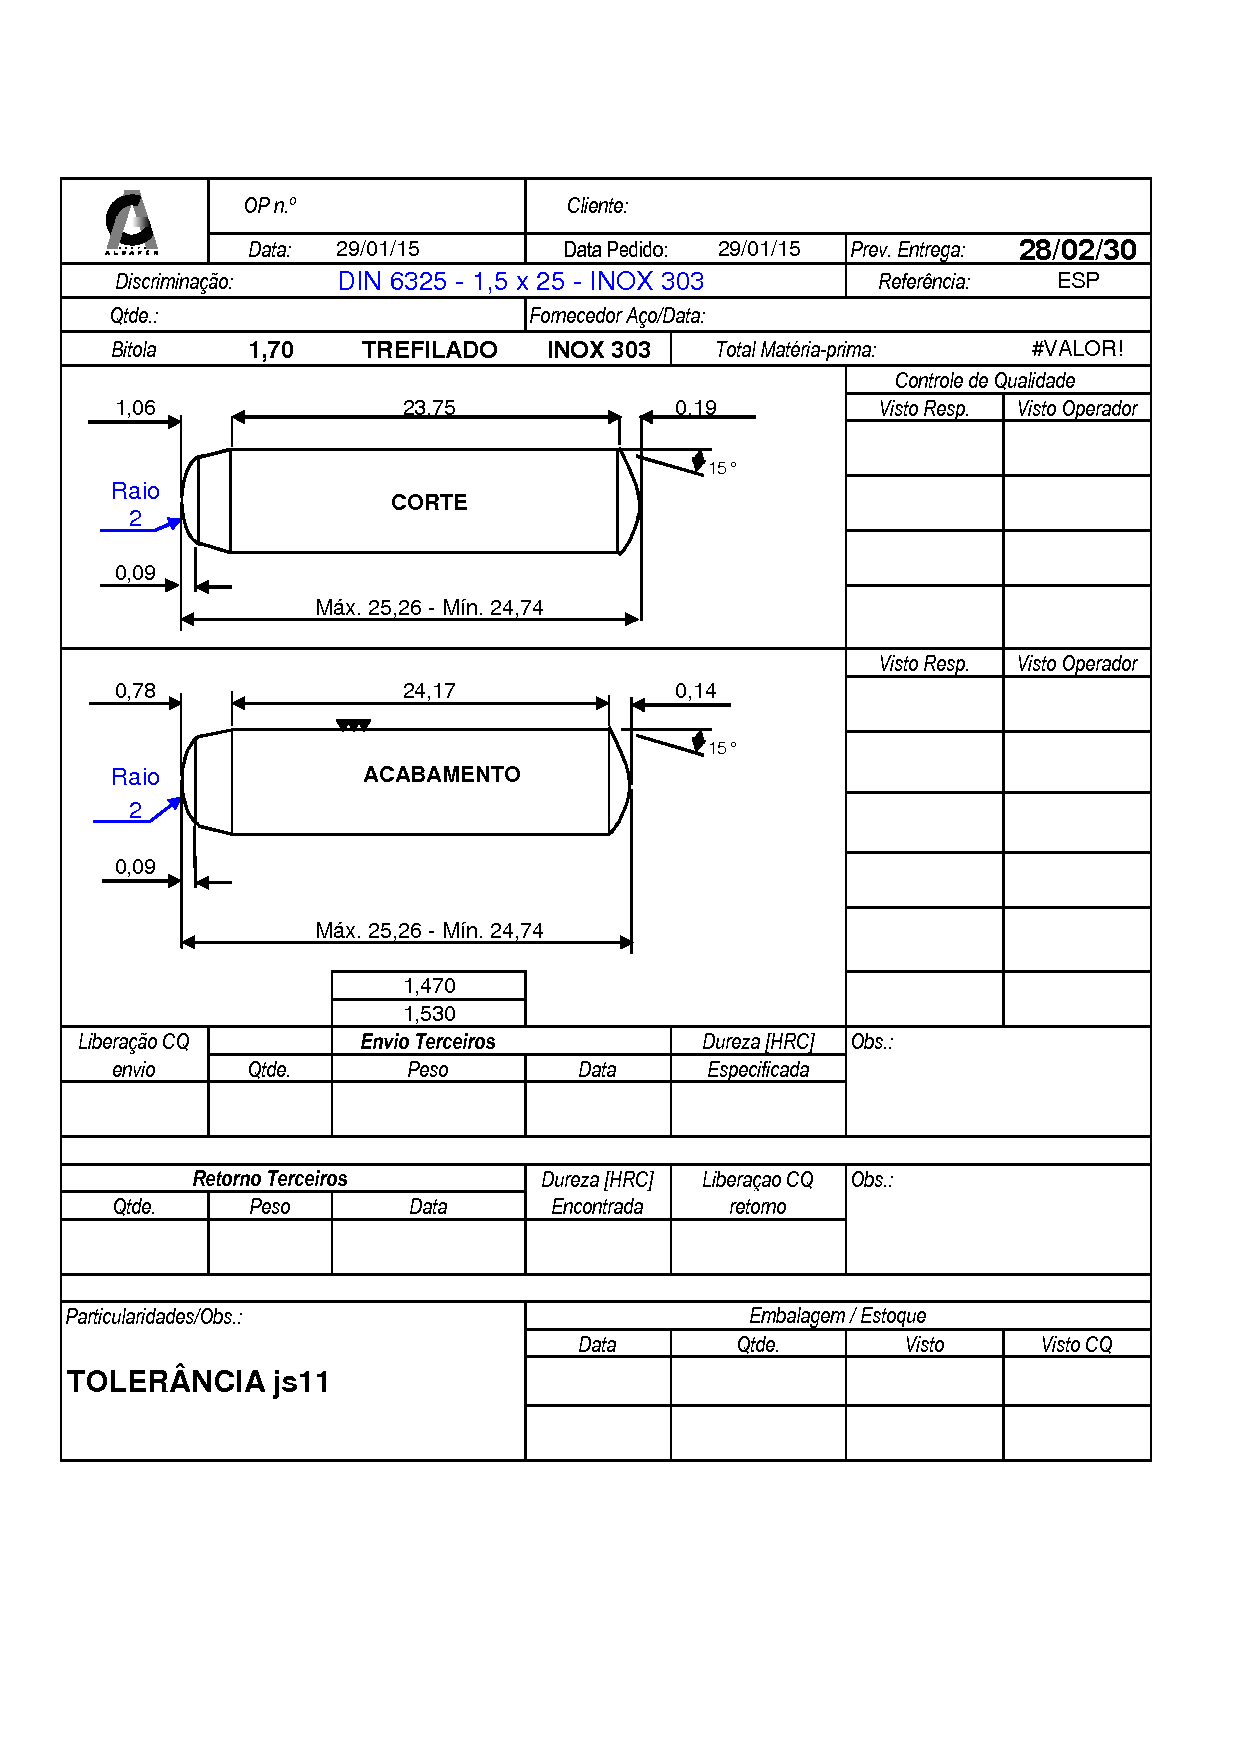 ALBAFER
OP n.º
Cliente:
Data: 29/01/15 Data Pedido: 29/01/15 Prev. Entrega: 28/02/30
Discriminação: DIN 6325 - 1,5 x 25 - INOX 303 Referência: ESP
Qtde.: Fornecedor Aço/Data:
Bitola 1,70 TREFILADO INOX 303 Total Matéria-prima: #VALOR!
Controle de Qualidade
1,06 23,75 0,19 Visto Resp. Visto Operador
15 °
Raio
2
CORTE
0,09
Máx. 25,26 - Mín. 24,74
Visto Resp. Visto Operador
0,78 24,17 0,14
15 °
Raio
2
ACABAMENTO
0,09
Máx. 25,26 - Mín. 24,74
1,470
1,530
Liberação CQ Envio Terceiros Dureza [HRC] Obs.:
envio Qtde. Peso Data Especificada
Retorno Terceiros Dureza [HRC] Liberaçao CQ Obs.:
Qtde. Peso Data Encontrada retorno
Particularidades/Obs.: Embalagem / Estoque
Data Qtde. Visto Visto CQ
TOLERÂNCIA js11